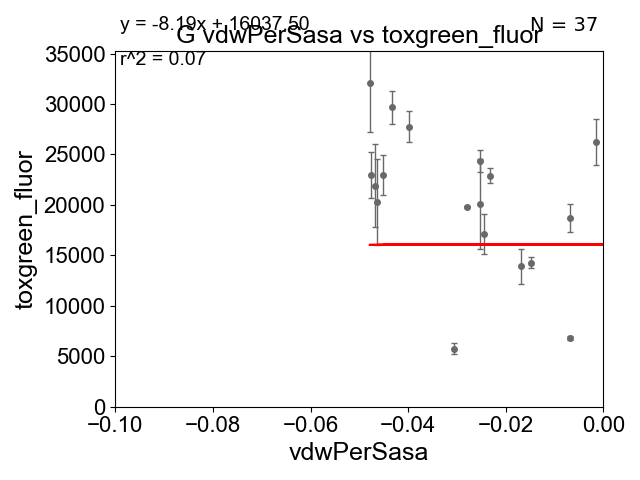 y = -8.19x + 16037.50
N = 37
G vdwPerSasa vs toxgreen_fluor
r^2 = 0.07
35000
30000
25000
20000
15000
10000
5000
0
toxgreen_fluor
−0.10 −0.08 −0.06 −0.04 −0.02 0.00
vdwPerSasa